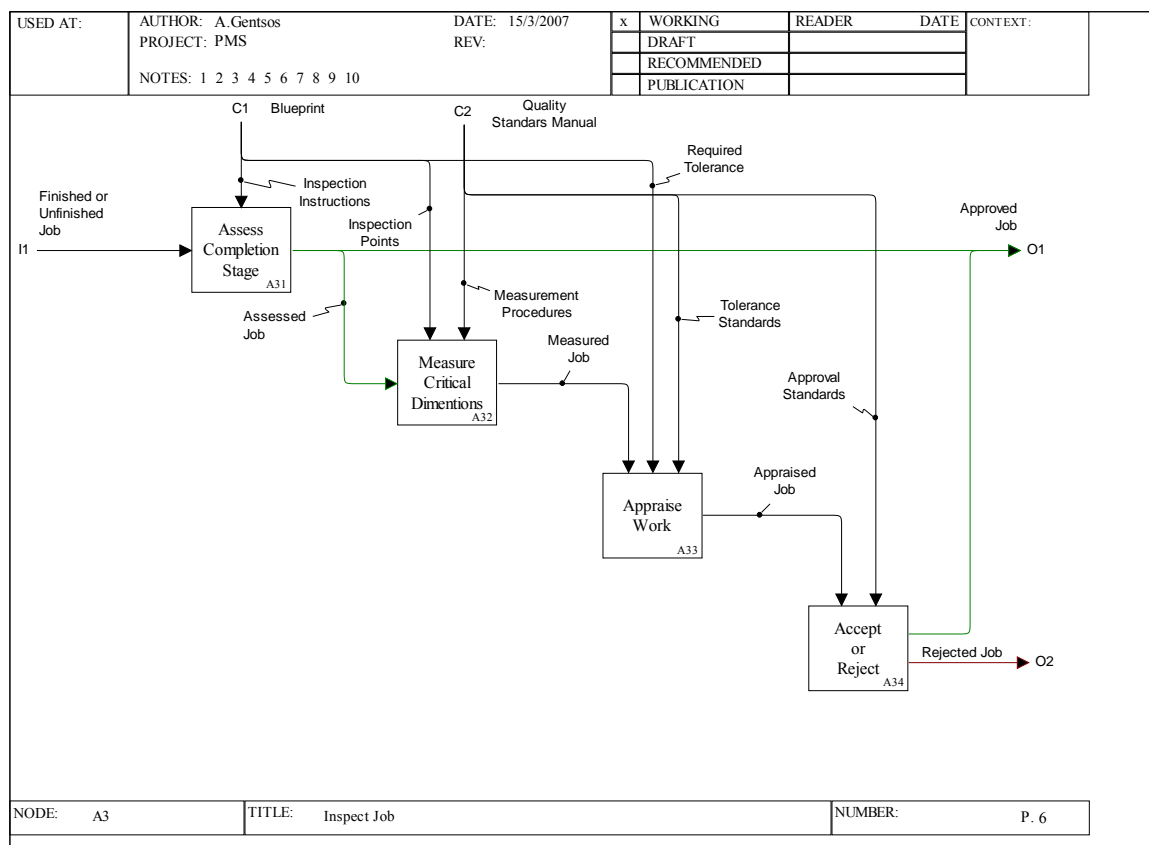 USED AT:
AUTHOR: A.Gentsos
DATE: 15/3/2007
PROJECT: PMS
REV:
NOTES: 1 2 3 4 5 6 7 8 9 10
x WORKING
DRAFT
RECOMMENDED
PUBLICATION
READER DATE
CONTEXT:
C1 Blueprint
C2 Quality
Standars Manual
Required
Tolerance
Inspection
Instructions
Finished or
Unfinished
Job
I1
Assess
Completion
Stage
A31
Inspection
Points
Approved
Job
O1
Assessed
Job
Measurement
Procedures
Tolerance
Standards
Measure
Critical
Dimentions
A32
Measured
Job
Approval
Standards
Appraise
Work
A33
Appraised
Job
Accept
or
Reject
A34
Rejected Job
O2
NODE: A3
TITLE: Inspect Job
NUMBER: P. 6